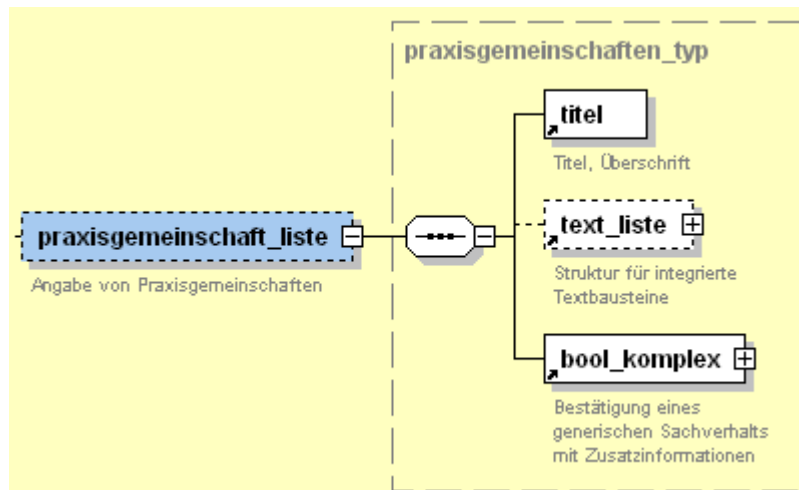 praxisgemeinschaften_typ
titel
Titel, Überschrift
praxisgemeinschaft_liste
Angabe von Praxisgemeinschaften
text_liste
Struktur für integrierte
Textbausteine
bool_komplex
Bestätigung eines
generischen Sachverhalts
mit Zusatzinformationen